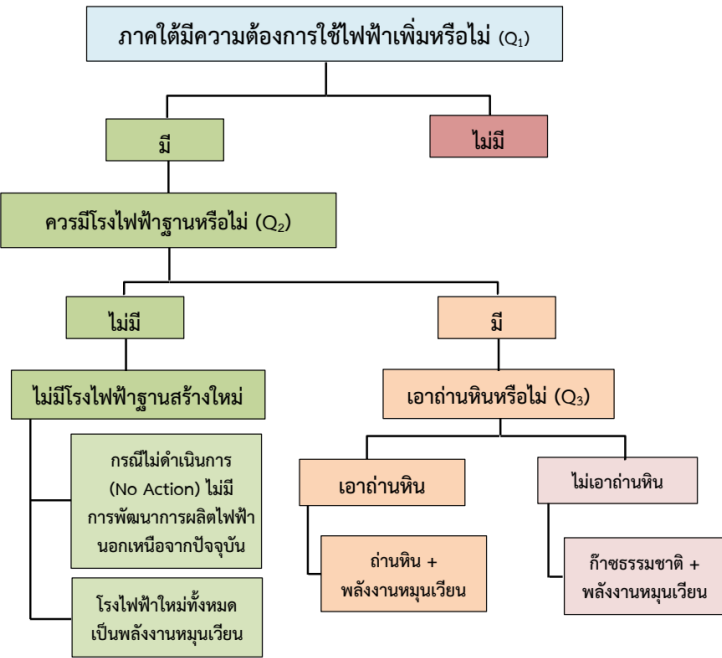 ภาคใต้มีความต้องการใช้ไฟฟ้าเพิ่มหรือไม่ (Q₁)
มี
ไม่มี
ควรมีโรงไฟฟ้าฐานหรือไม่ (Q₂)
ไม่มี
มี
ไม่มีโรงไฟฟ้าฐานสร้างใหม่
เอาถ่านหินหรือไม่ (Q₃)
กรณีไม่ดำเนินการ
(No Action) ไม่มี
การพัฒนาการผลิตไฟฟ้า
นอกเหนือจากปัจจุบัน
เอาถ่านหิน
ไม่เอาถ่านหิน
ถ่านหิน +
พลังงานหมุนเวียน
ก๊าซธรรมชาติ +
พลังงานหมุนเวียน
โรงไฟฟ้าใหม่ทั้งหมด
เป็นพลังงานหมุนเวียน